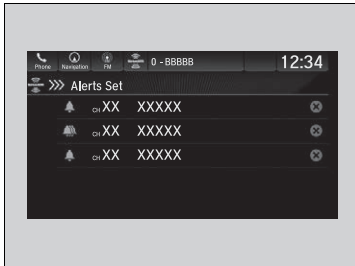 Phone Navigation FM 0 - BBBBB 12:34
>>> Alerts Set
CH XX XXXXX
CH XX XXXXX
CH XX XXXXX